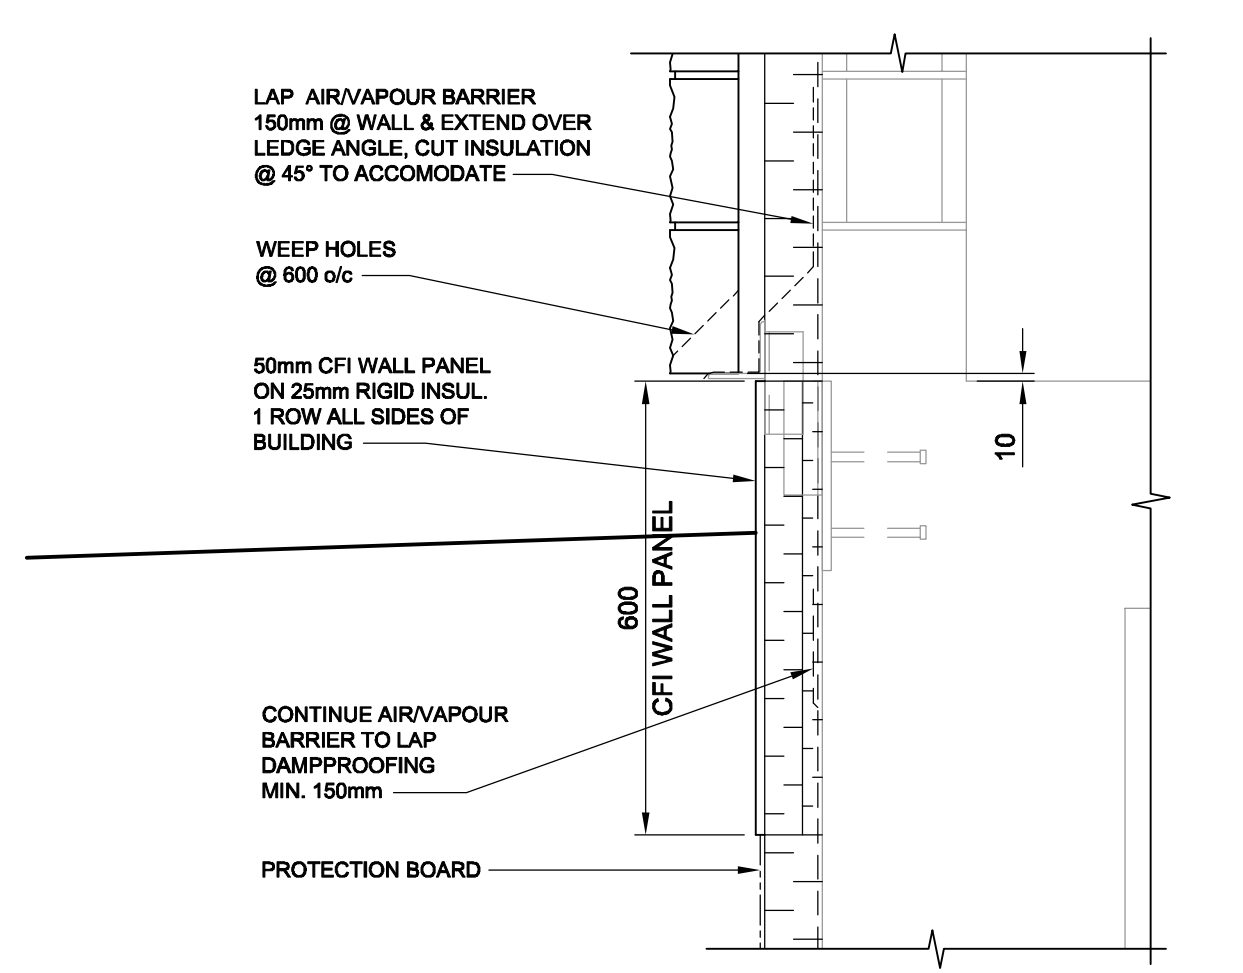 LAP AIR/VAPOUR BARRIER
150mm @ WALL & EXTEND OVER
LEDGE ANGLE, CUT INSULATION
@ 45° TO ACCOMODATE
WEEP HOLES
@ 600 o/c
50mm CFI WALL PANEL
ON 25mm RIGID INSUL.
1 ROW ALL SIDES OF
BUILDING
10
600
CFI WALL PANEL
CONTINUE AIR/VAPOUR
BARRIER TO LAP
DAMPPROOFING
MIN. 150mm
PROTECTION BOARD